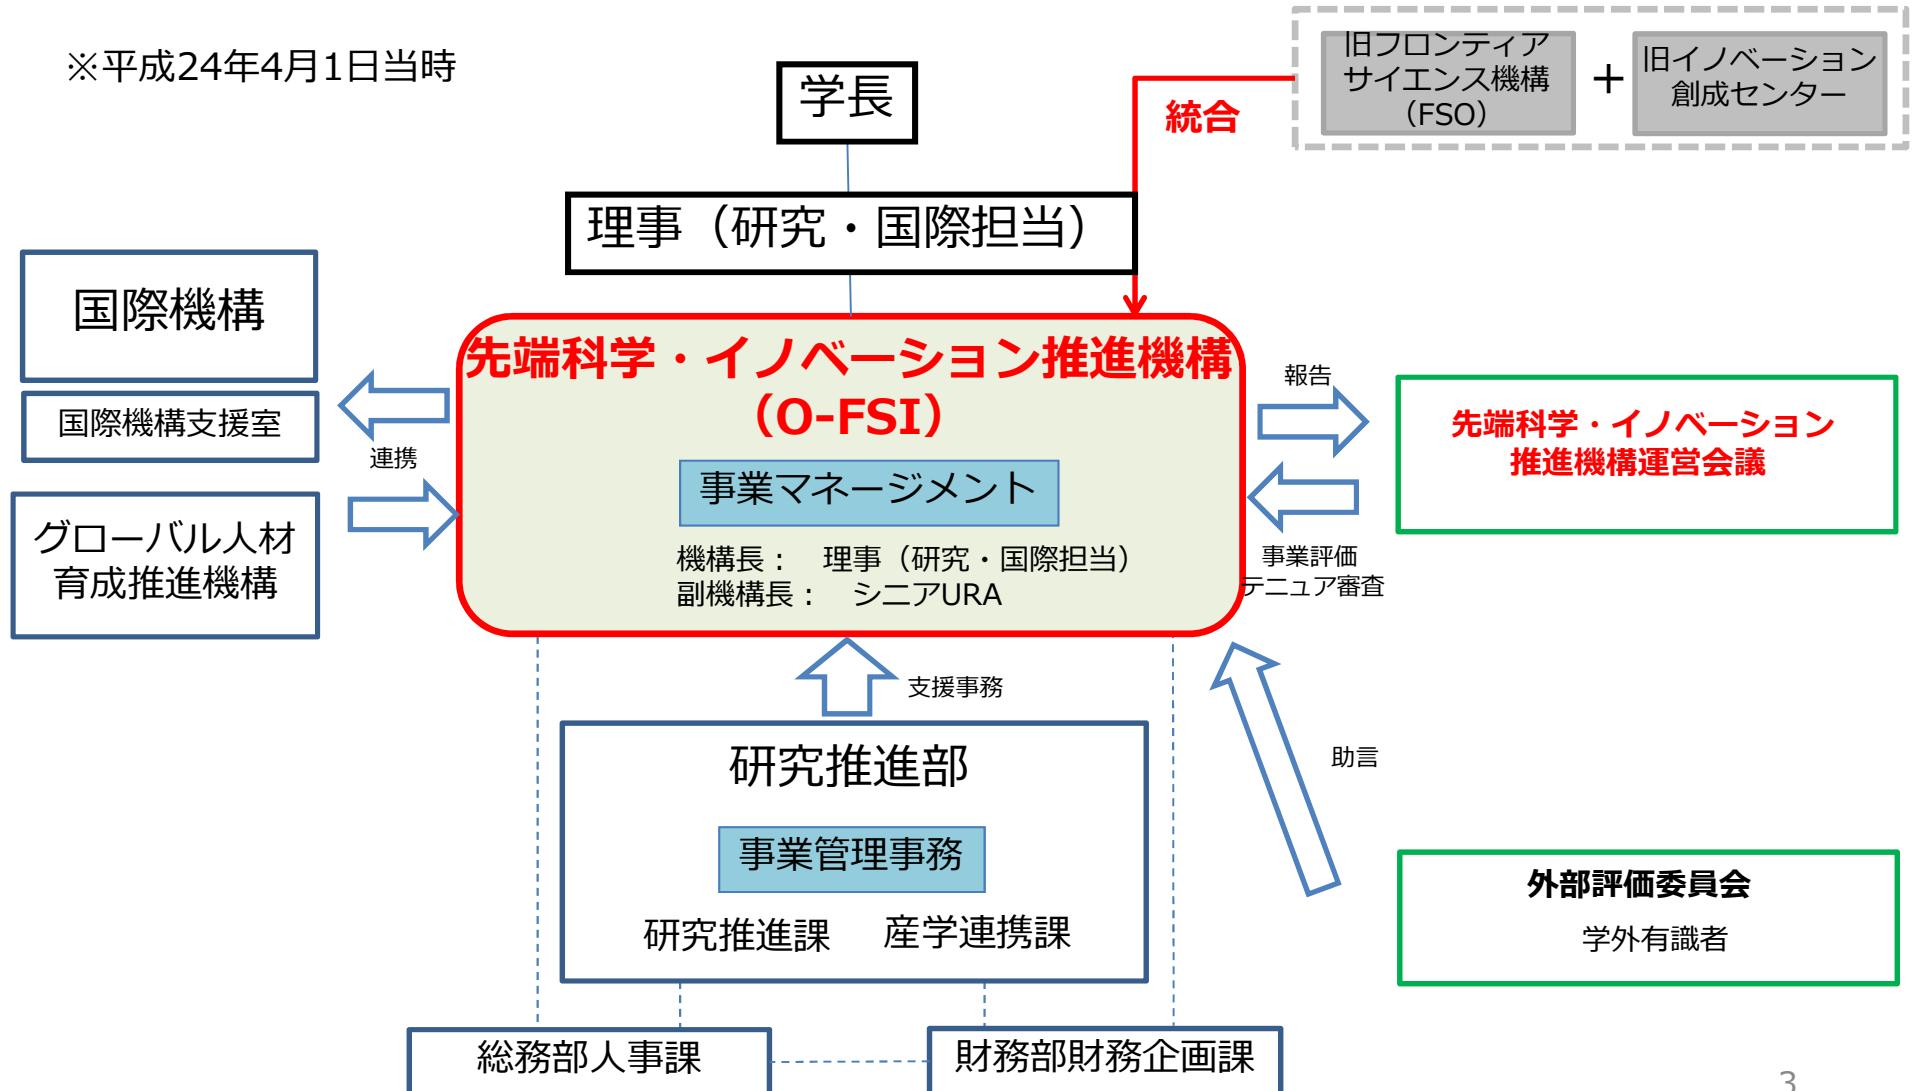 ※平成24年4月1日当時
学長
統合
旧フロンティア
サイエンス機構
（FSO）
＋
旧イノベーション
創成センター
理事（研究・国際担当）
国際機構
国際機構支援室
グローバル人材
育成推進機構
連携
先端科学・イノベーション推進機構
（O-FSI）
事業マネージメント
機構長： 理事（研究・国際担当）
副機構長： シニアURA
報告
事業評価
テニュア審査
先端科学・イノベーション
推進機構運営会議
支援事務
研究推進部
事業管理事務
研究推進課 産学連携課
助言
外部評価委員会
学外有識者
総務部人事課
財務部財務企画課
3